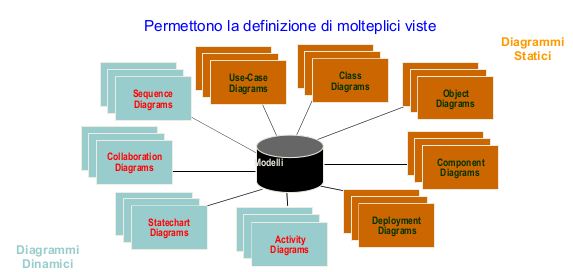 Permettono la definizione di molteplici viste
Diagrammi
Statici
Use-Case
Diagrams
Class
Diagrams
Sequence
Diagrams
Object
Diagrams
Collaboration
Diagrams
Modelli
Component
Diagrams
Statechart
Diagrams
Activity
Diagrams
Deployment
Diagrams
Diagrammi
Dinamici